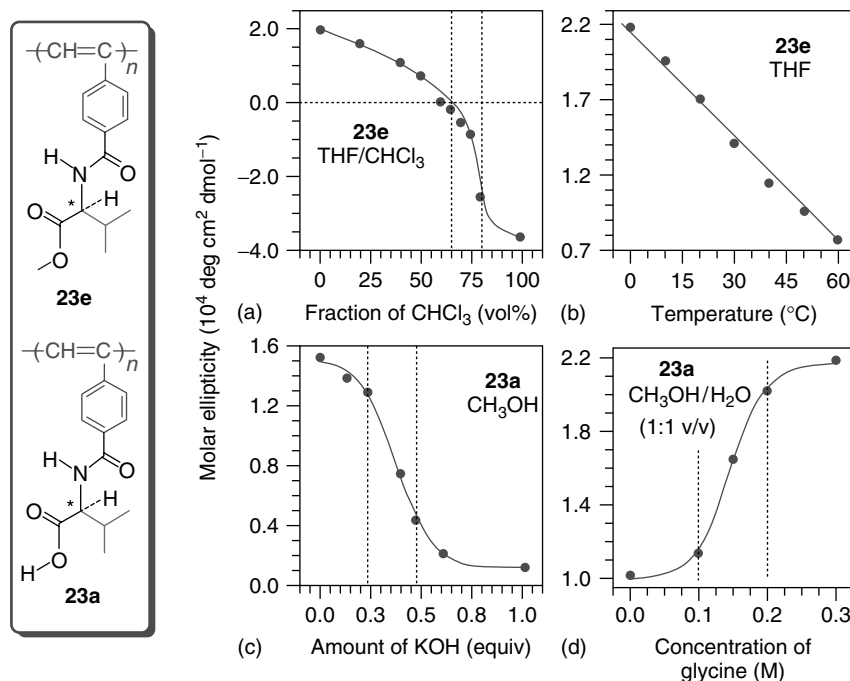 (CH=C)n
H
N
O
*
H
O
O
23e
(CH=C)n
H
N
O
*
H
O
O
H
23a
Molar ellipticity (10⁴ deg cm² dmol⁻¹)
2.0
0.0
−2.0
−4.0
23e
THF/CHCl₃
0 25 50 75 100
(a) Fraction of CHCl₃ (vol%)
2.2
1.7
1.2
0.7
23e
THF
0 15 30 45 60
(b) Temperature (°C)
1.6
1.2
0.8
0.4
0.0
23a
CH₃OH
0.0 0.3 0.5 0.8 1.0
(c) Amount of KOH (equiv)
2.2
1.8
1.4
1.0
23a
CH₃OH/H₂O
(1:1 v/v)
0.0 0.1 0.2 0.3
(d) Concentration of
glycine (M)